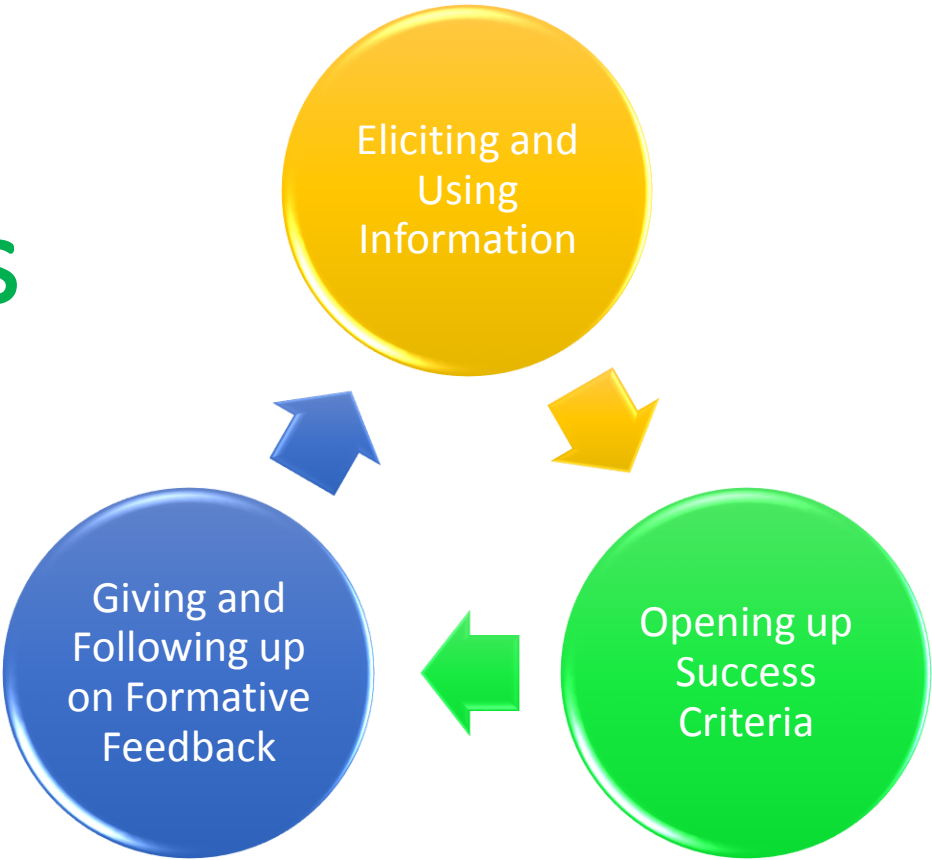 Eliciting and
Using
Information
s
Opening up
Success
Criteria
Giving and
Following up
on Formative
Feedback